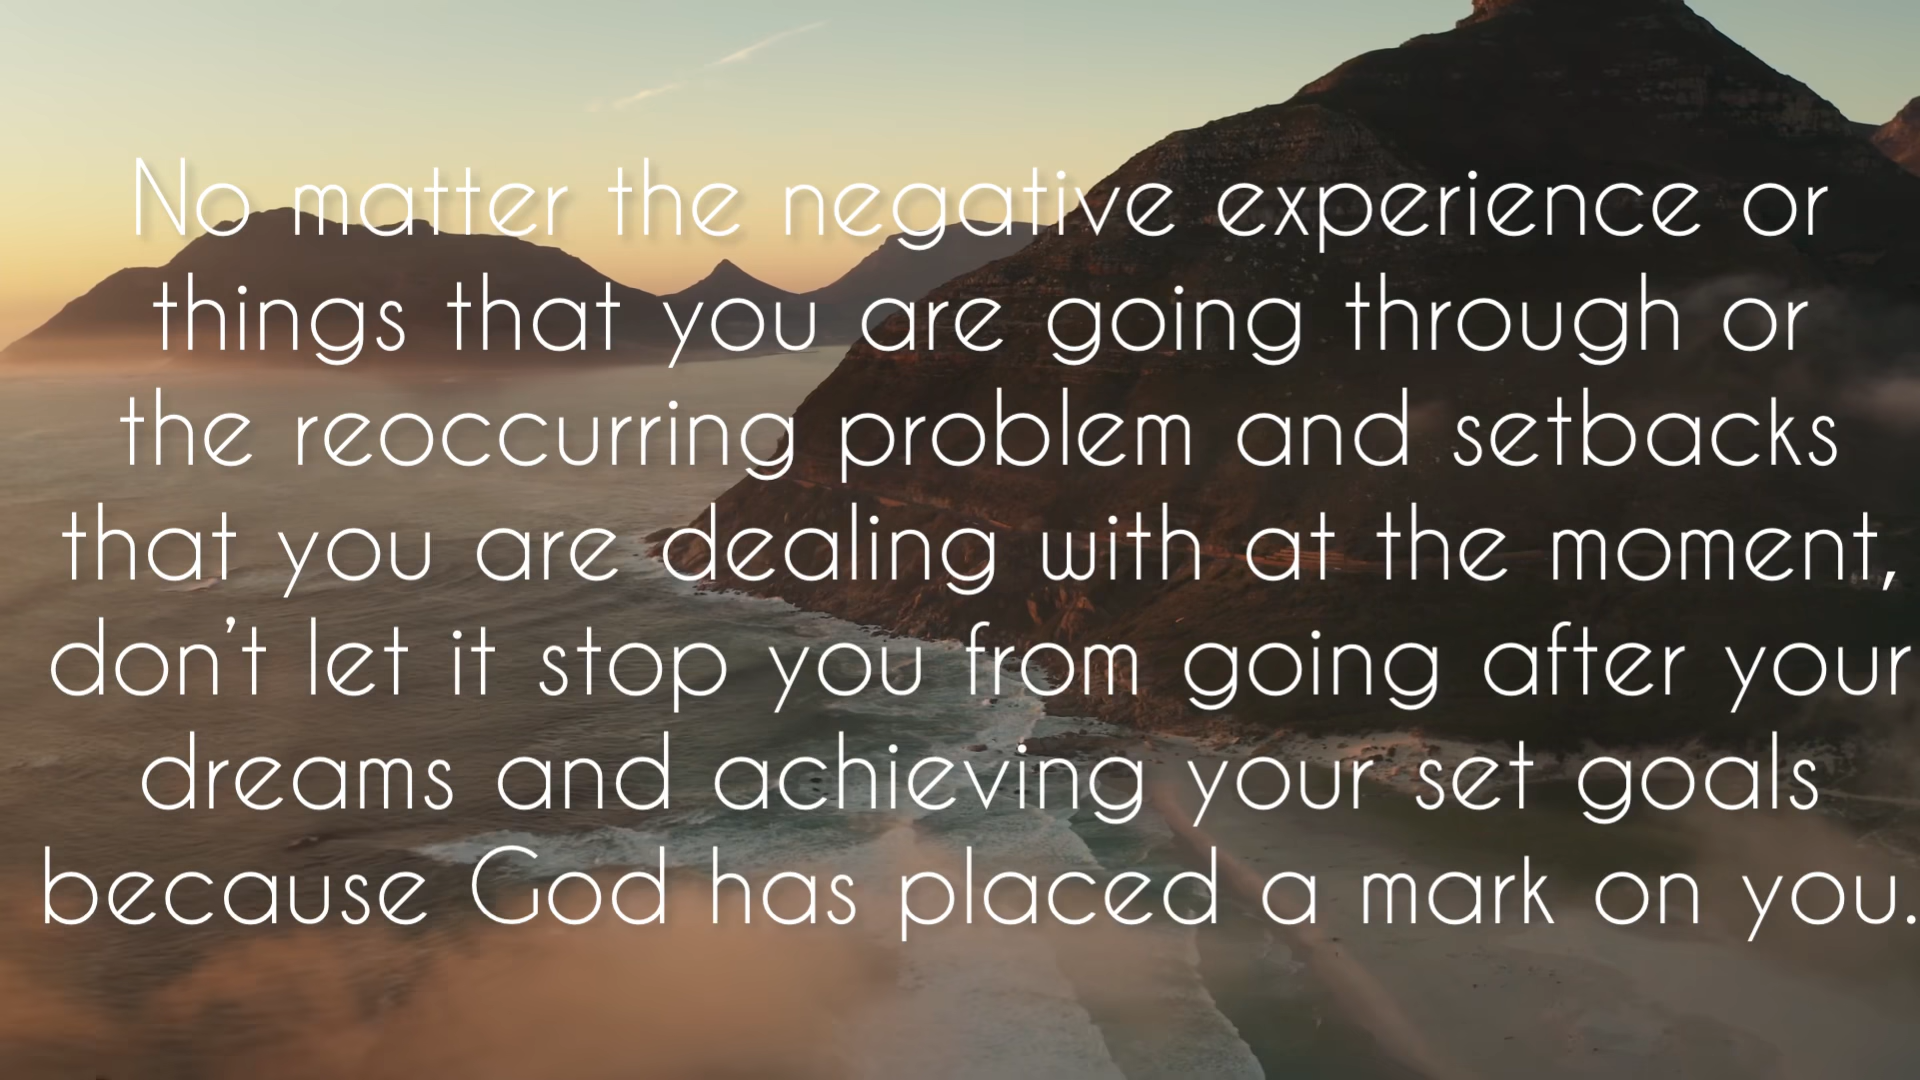 No matter the negative experience or
things that you are going through or
the reoccurring problem and setbacks
that you are dealing with at the moment,
don't let it stop you from going after your
dreams and achieving your set goals
because God has placed a mark on you.